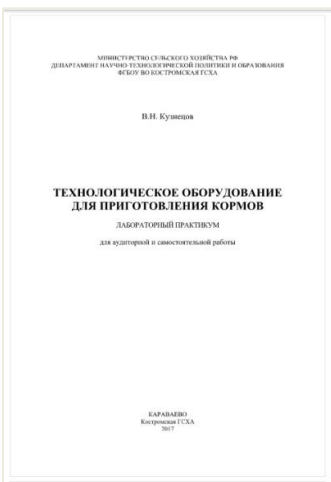 МИНИСТЕРСТВО СЕЛЬСКОГО ХОЗЯЙСТВА РФ
ДЕПАРТАМЕНТ НАУЧНО-ТЕХНОЛОГИЧЕСКОЙ ПОЛИТИКИ И ОБРАЗОВАНИЯ
ФГБОУ ВО КОСТРОМСКАЯ ГСХА
В.Н. Кузнецов
ТЕХНОЛОГИЧЕСКОЕ ОБОРУДОВАНИЕ
ДЛЯ ПРИГОТОВЛЕНИЯ КОРМОВ
ЛАБОРАТОРНЫЙ ПРАКТИКУМ
для аудиторной и самостоятельной работы
КАРАВАЕВО
Костромская ГСХА
2017